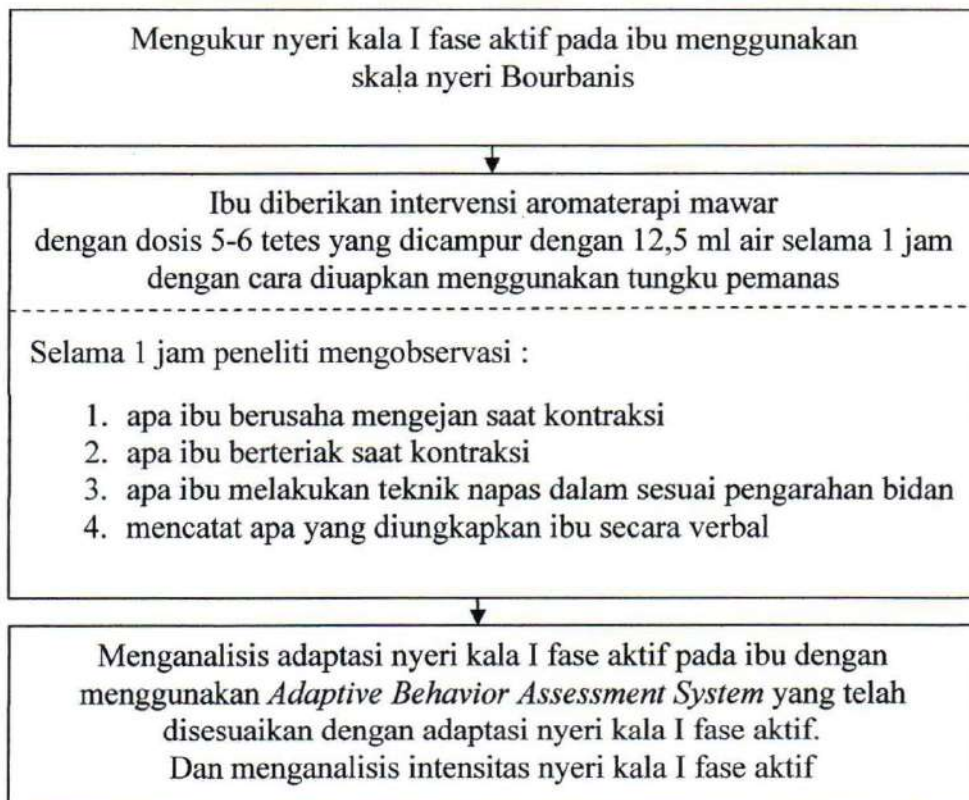 Mengukur nyeri kala I fase aktif pada ibu menggunakan
skala nyeri Bourbanis
Ibu diberikan intervensi aromaterapi mawar
dengan dosis 5-6 tetes yang dicampur dengan 12,5 ml air selama 1 jam
dengan cara diuapkan menggunakan tungku pemanas
Selama 1 jam peneliti mengobservasi :
1. apa ibu berusaha mengejan saat kontraksi
2. apa ibu berteriak saat kontraksi
3. apa ibu melakukan teknik napas dalam sesuai pengarahan bidan
4. mencatat apa yang diungkapkan ibu secara verbal
Menganalisis adaptasi nyeri kala I fase aktif pada ibu dengan
menggunakan Adaptive Behavior Assessment System yang telah
disesuaikan dengan adaptasi nyeri kala I fase aktif.
Dan menganalisis intensitas nyeri kala I fase aktif